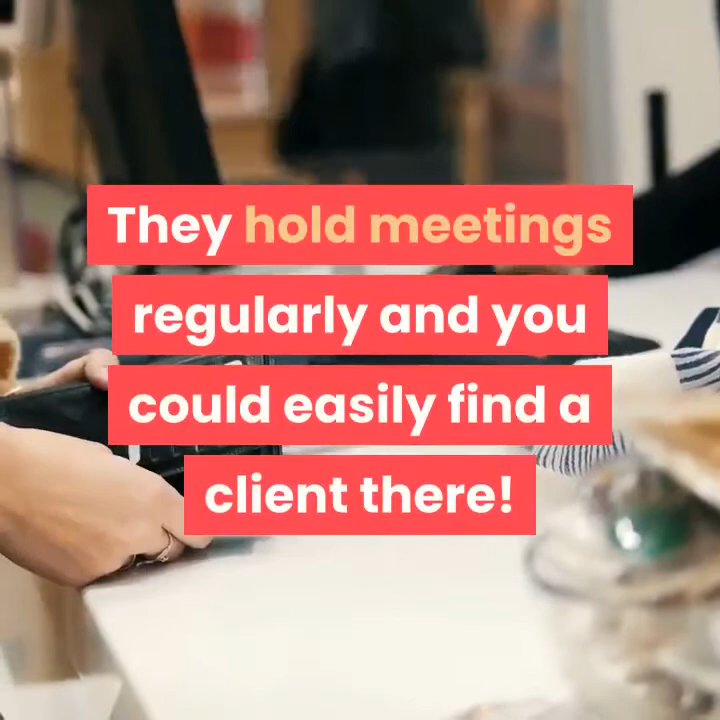 They hold meetings
regularly and you
could easily find a
client there!